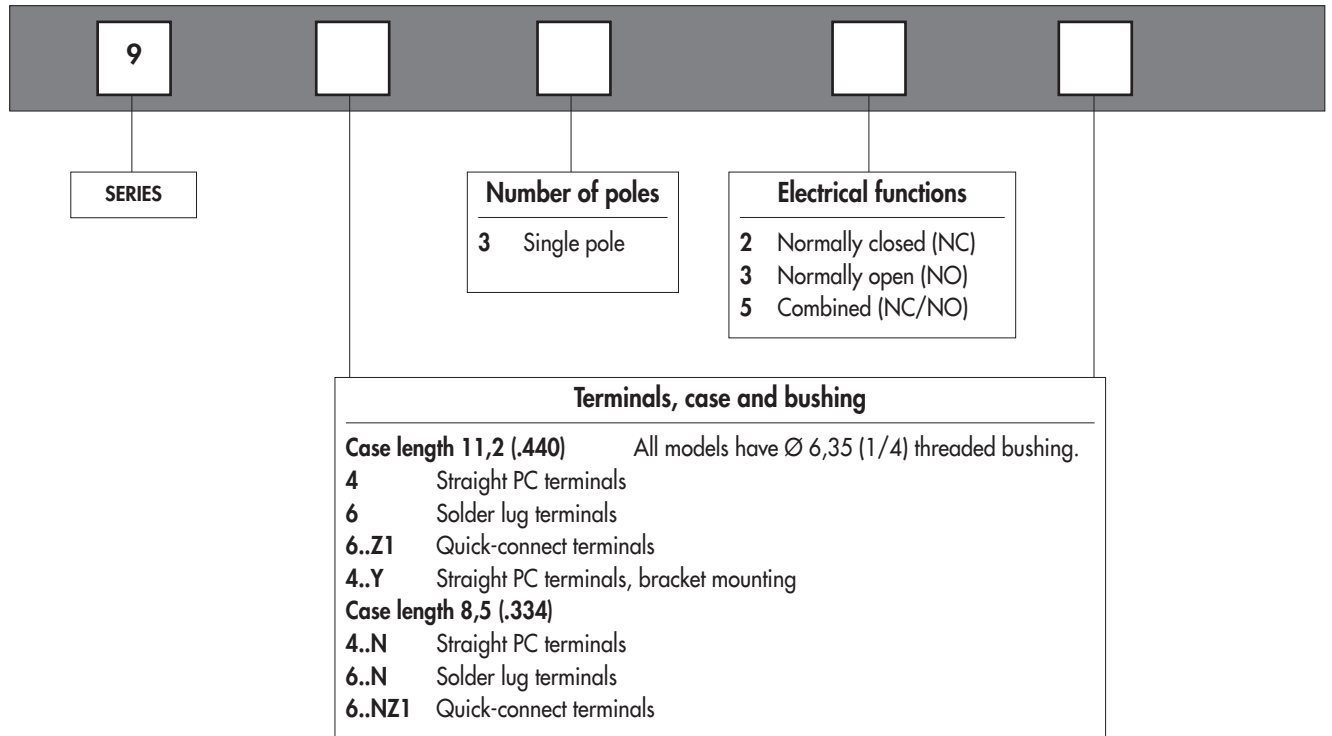 9
SERIES
Number of poles
3 Single pole
Electrical functions
2 Normally closed (NC)
3 Normally open (NO)
5 Combined (NC/NO)
Terminals, case and bushing
Case length 11,2 (.440) All models have Ø 6,35 (1/4) threaded bushing.
4 Straight PC terminals
6 Solder lug terminals
6..Z1 Quick-connect terminals
4..Y Straight PC terminals, bracket mounting
Case length 8,5 (.334)
4..N Straight PC terminals
6..N Solder lug terminals
6..NZ1 Quick-connect terminals